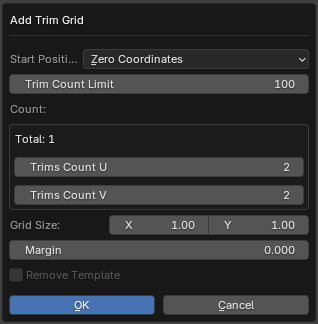 Add Trim Grid
Start Positi... Zero Coordinates
Trim Count Limit 100
Count:
Total: 1
Trims Count U 2
Trims Count V 2
Grid Size: X 1.00 Y 1.00
Margin 0.000
Remove Template
OK Cancel